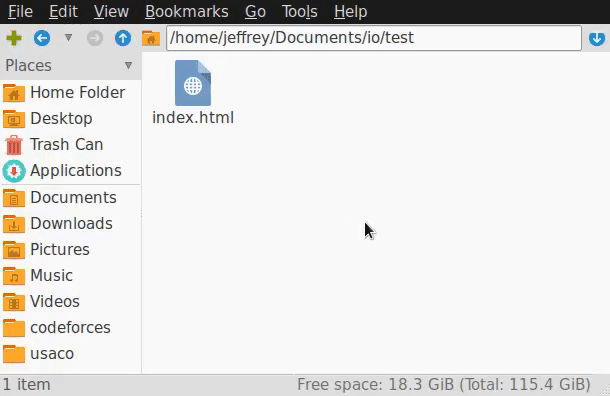 File Edit View Bookmarks Go Tools Help
/home/jeffrey/Documents/io/test
Places
Home Folder
Desktop
Trash Can
Applications
Documents
Downloads
Pictures
Music
Videos
codeforces
usaco
index.html
1 item
Free space: 18.3 GiB (Total: 115.4 GiB)